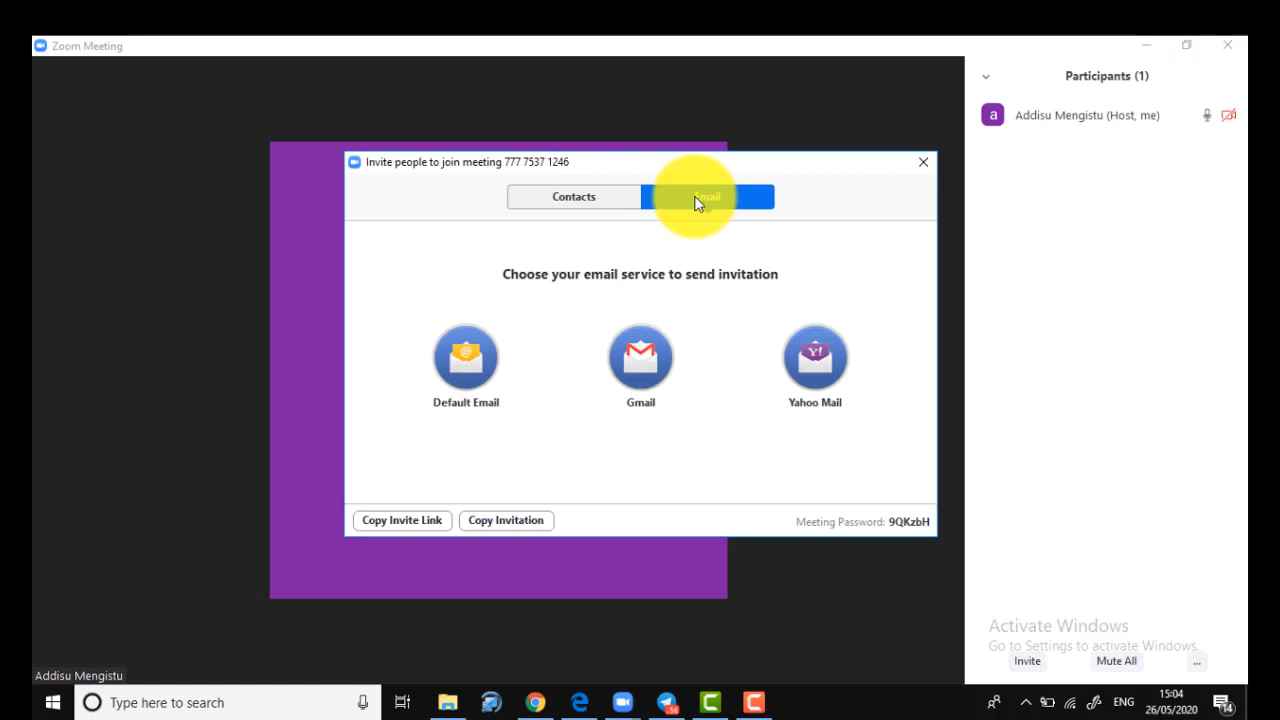 Zoom Meeting
Participants (1)
a
Addisu Mengistu (Host, me)
Invite people to join meeting 777 7537 1246
Contacts
Email
Choose your email service to send invitation
@
Y!
Default Email
Gmail
Yahoo Mail
Copy Invite Link
Copy Invitation
Meeting Password: 9QKzbH
Activate Windows
Go to Settings to activate Windows.
Invite
Mute All
...
Addisu Mengistu
Type here to search
56
C
C
ENG
15:04
26/05/2020
14